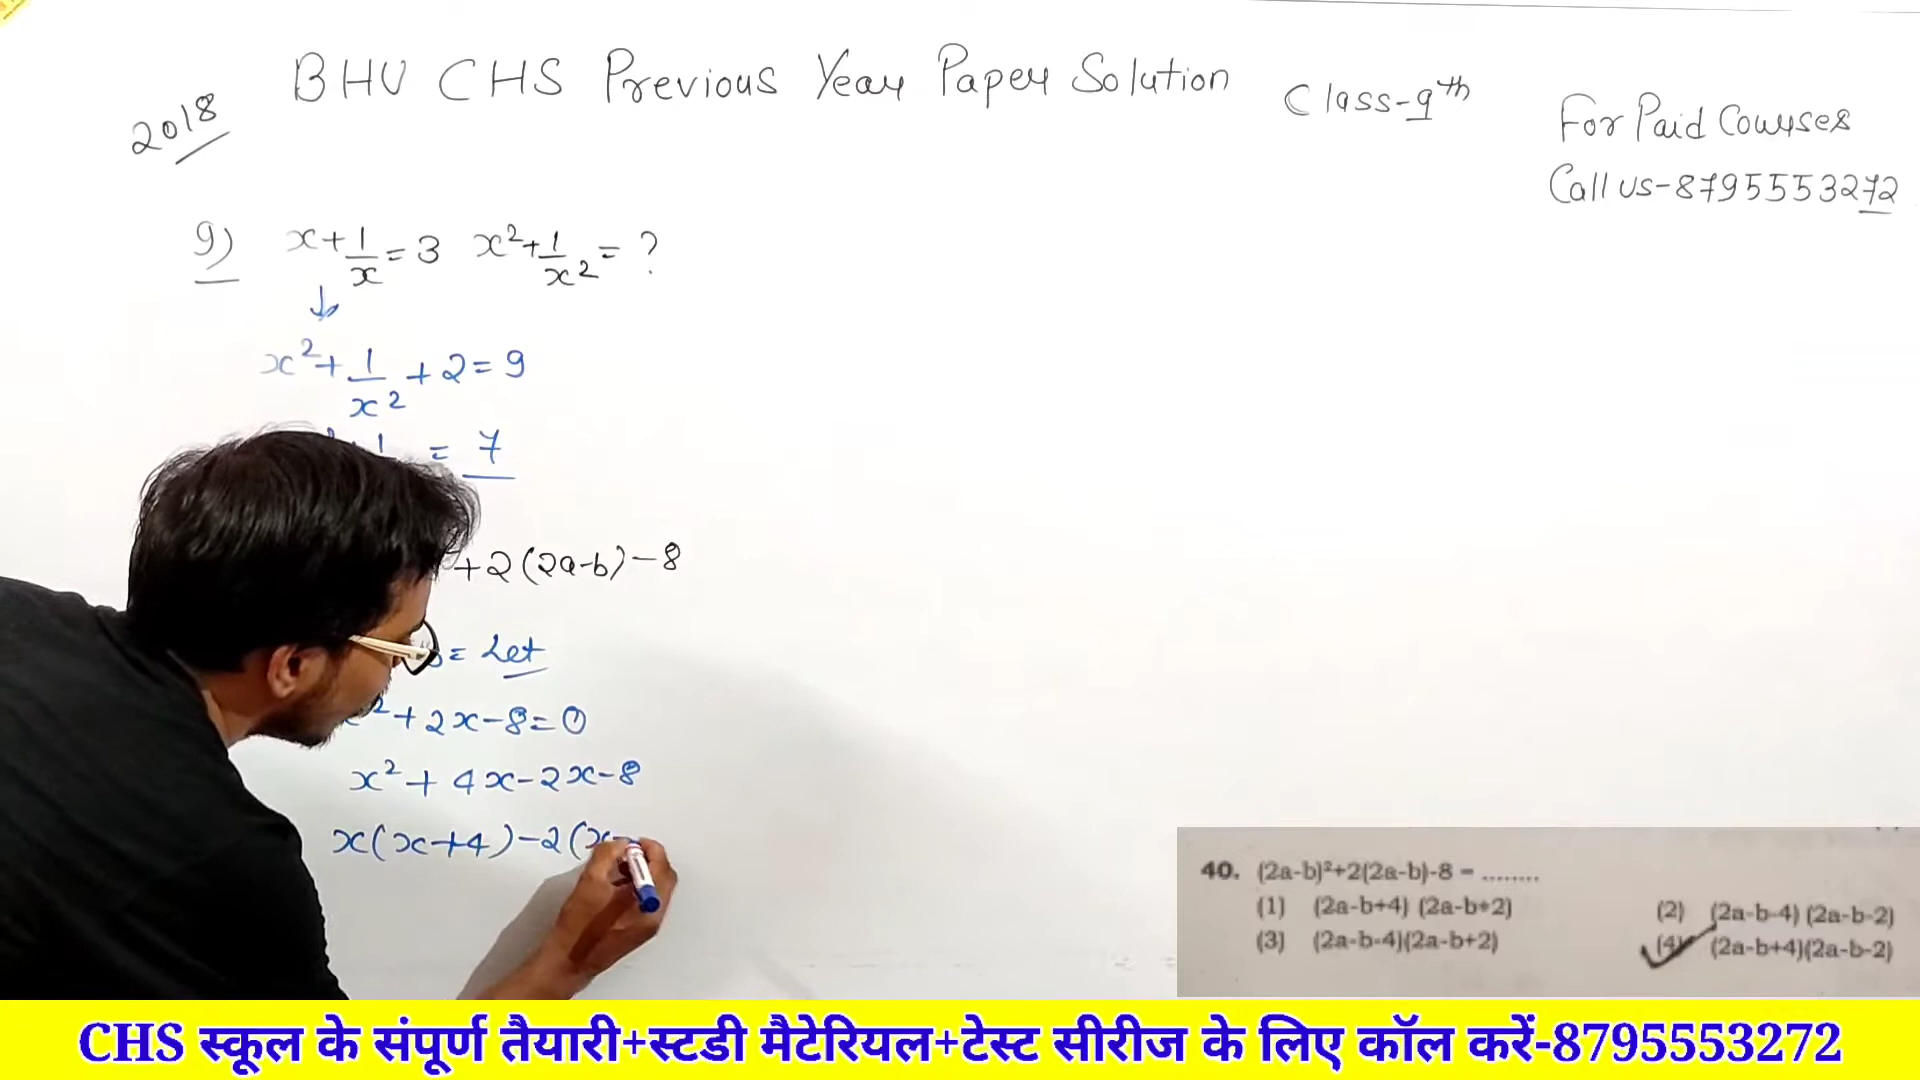 BHU CHS Previous Year Paper Solution Class-9th
2018
For Paid Courses
Call us-8795553272
9) x+1/x=3 x²+1/x²= ?
x²+1/x²+2=9
= 7
+2(2a-b)-8
= Let
²+2x-8=0
x²+4x-2x-8
x(x+4)-2(x
40. (2a-b)²+2(2a-b)-8 = ........
(1) (2a-b+4) (2a-b+2) (2) (2a-b-4) (2a-b-2)
(3) (2a-b-4)(2a-b+2) (4) (2a-b+4)(2a-b-2)
CHS स्कूल के संपूर्ण तैयारी+स्टडी मैटेरियल+टेस्ट सीरीज के लिए कॉल करें-8795553272